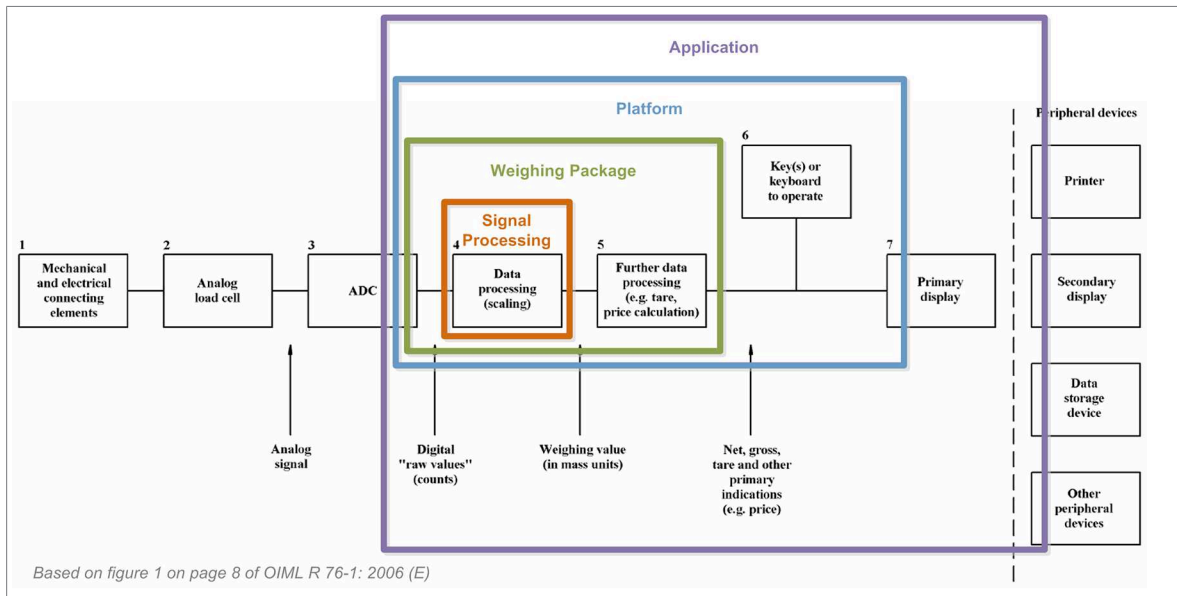 Application
Platform
Peripheral devices
6
Weighing Package
Key(s) or
keyboard
to operate
Printer
Signal
Processing
1
2
3
4
5
7
Mechanical
and electrical
connecting
elements
Analog
load cell
ADC
Data
processing
(scaling)
Further data
processing
(e.g. tare,
price calculation)
Primary
display
Secondary
display
Data
storage
device
Analog
signal
Digital
"raw values"
(counts)
Weighing value
(in mass units)
Net, gross,
tare and other
primary
indications
(e.g. price)
Other
peripheral
devices
Based on figure 1 on page 8 of OIML R 76-1: 2006 (E)